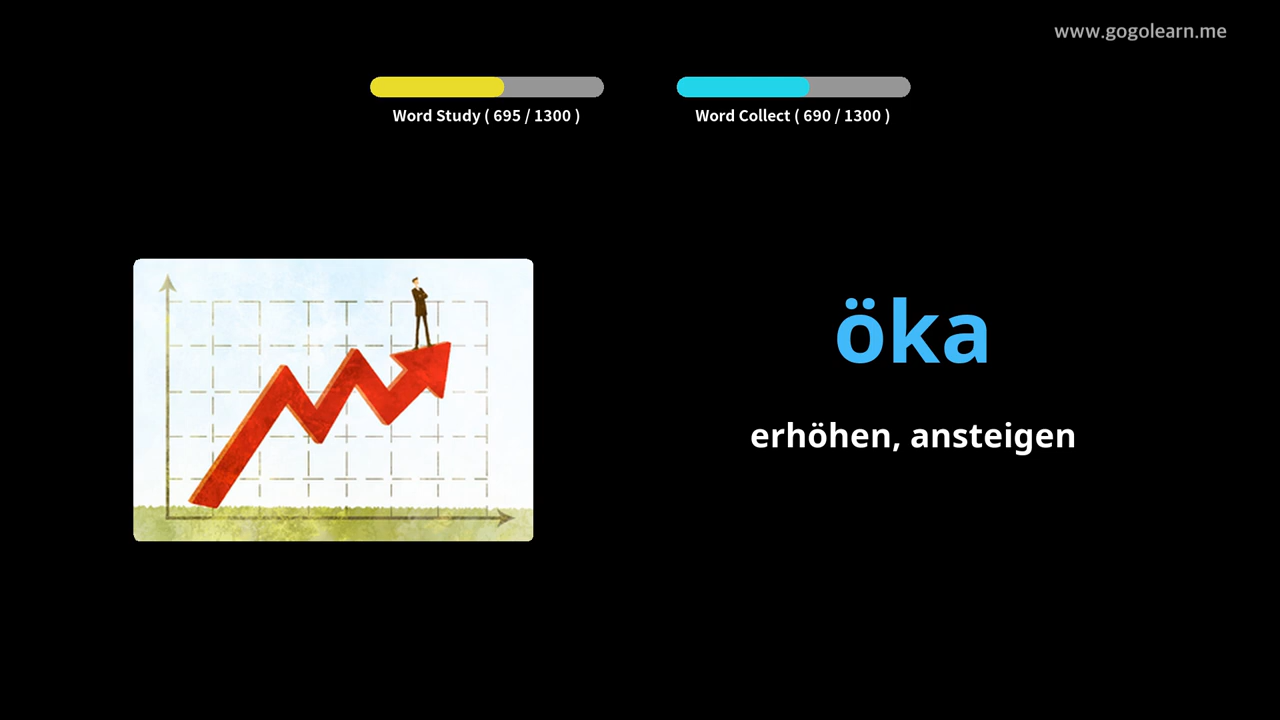 www.gogolearn.me
Word Study ( 695 / 1300 )
Word Collect ( 690 / 1300 )
öka
erhöhen, ansteigen